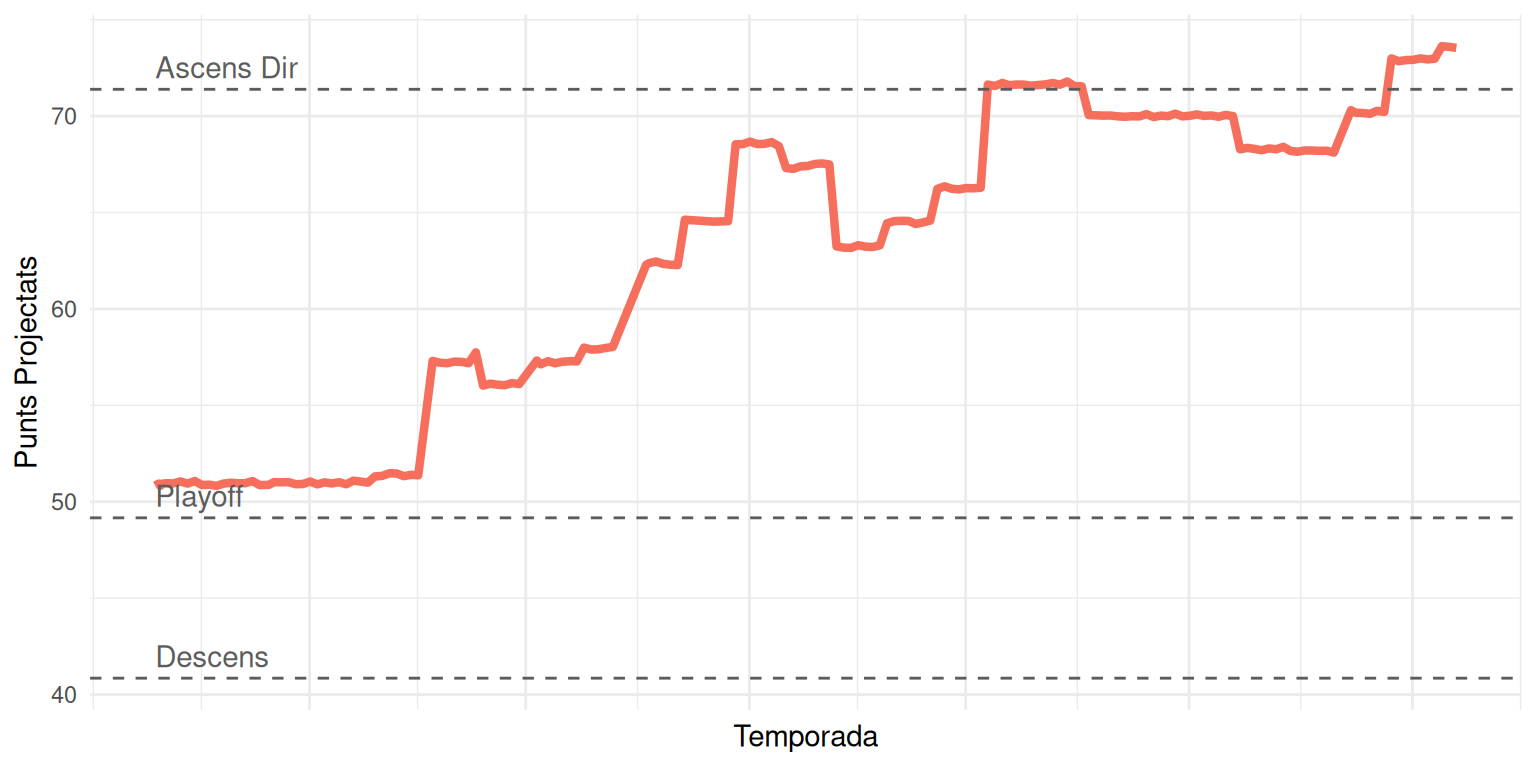 Ascens Dir
70
60
Punts Projectats
Playoff
50
Descens
40
Temporada